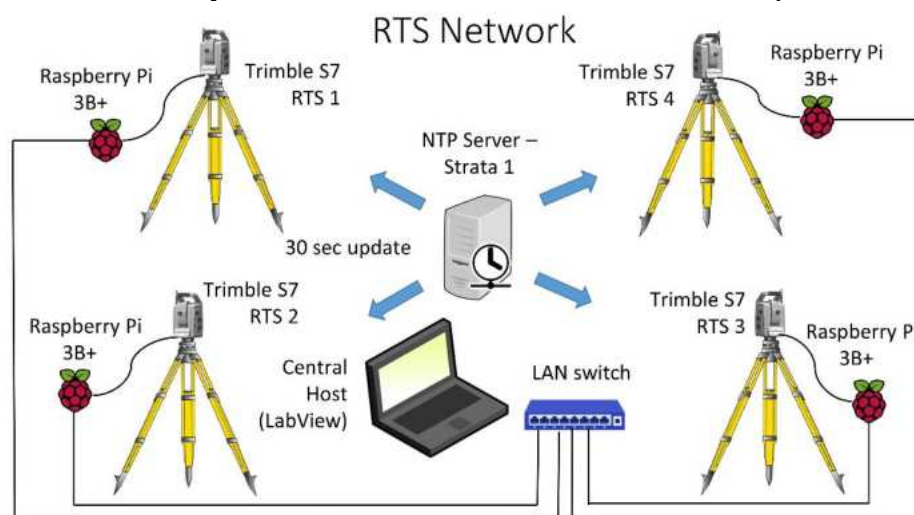 RTS Network
Raspberry Pi
3B+
Trimble S7
RTS 1
Trimble S7
RTS 4
Raspberry Pi
3B+
NTP Server –
Strata 1
30 sec update
Trimble S7
RTS 2
Raspberry Pi
3B+
Central
Host
(LabView)
LAN switch
Trimble S7
RTS 3
Raspberry P
3B+